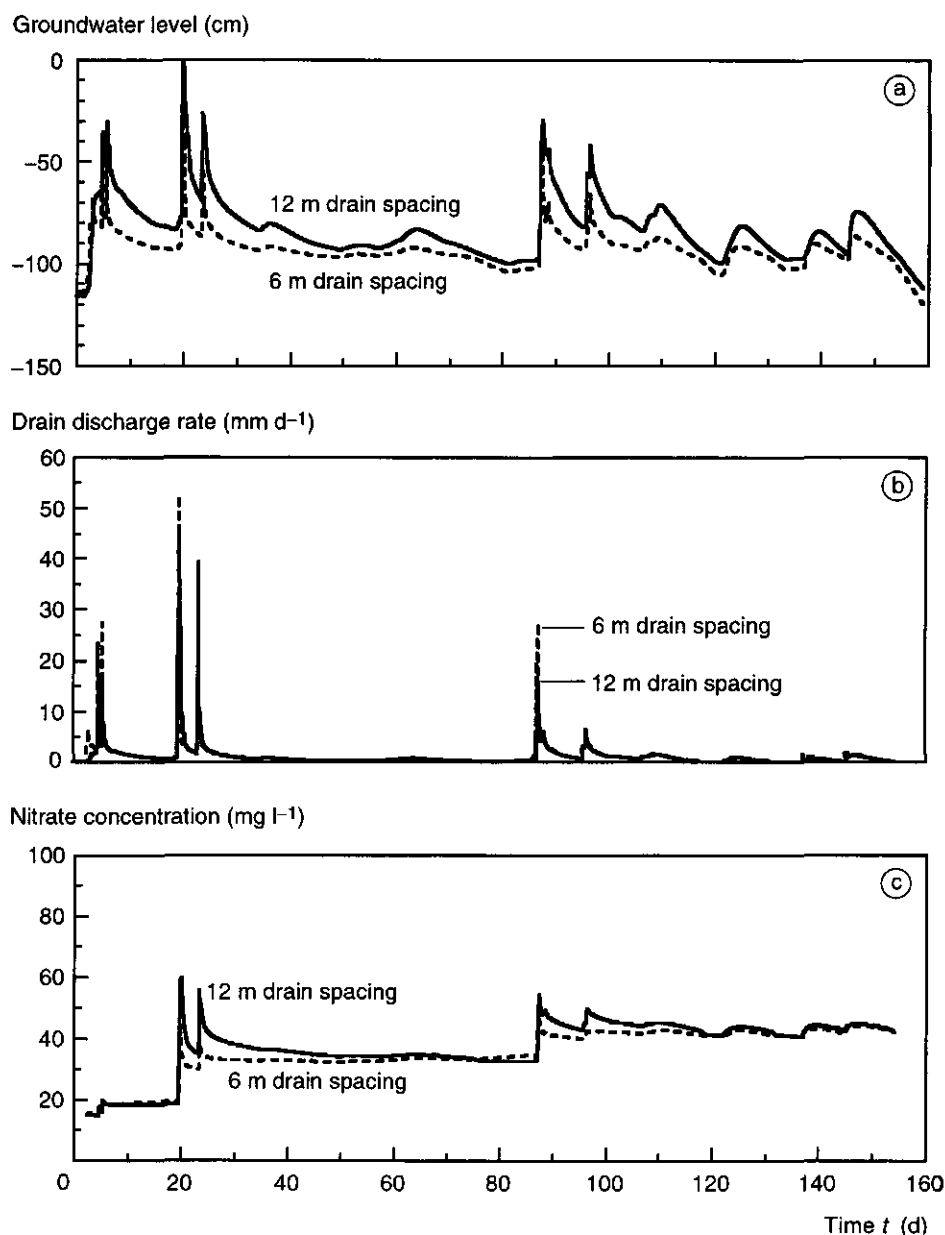 Groundwater level (cm)
0
a
−50
12 m drain spacing
−100
6 m drain spacing
−150
Drain discharge rate (mm d−1)
60
b
50
40
30
6 m drain spacing
20
12 m drain spacing
10
0
Nitrate concentration (mg l−1)
100
c
80
60
12 m drain spacing
40
6 m drain spacing
20
0 20 40 60 80 100 120 140 160
Time t (d)